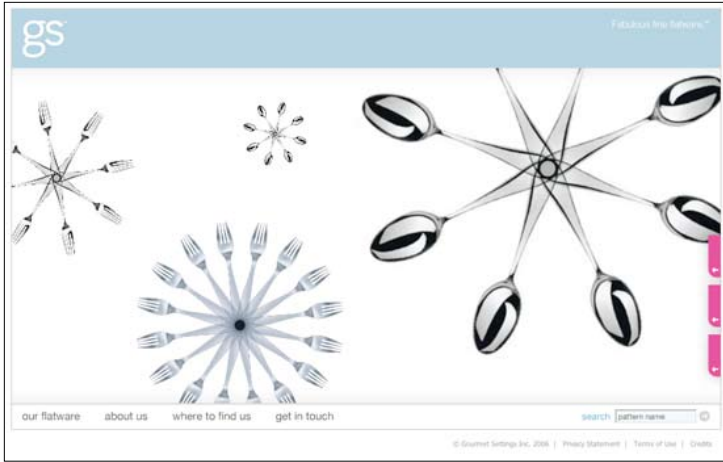 gs
Fabulous fine flatware.™
our flatware about us where to find us get in touch search pattern name
© Gourmet Settings Inc. 2006 | Privacy Statement | Terms of Use | Credits